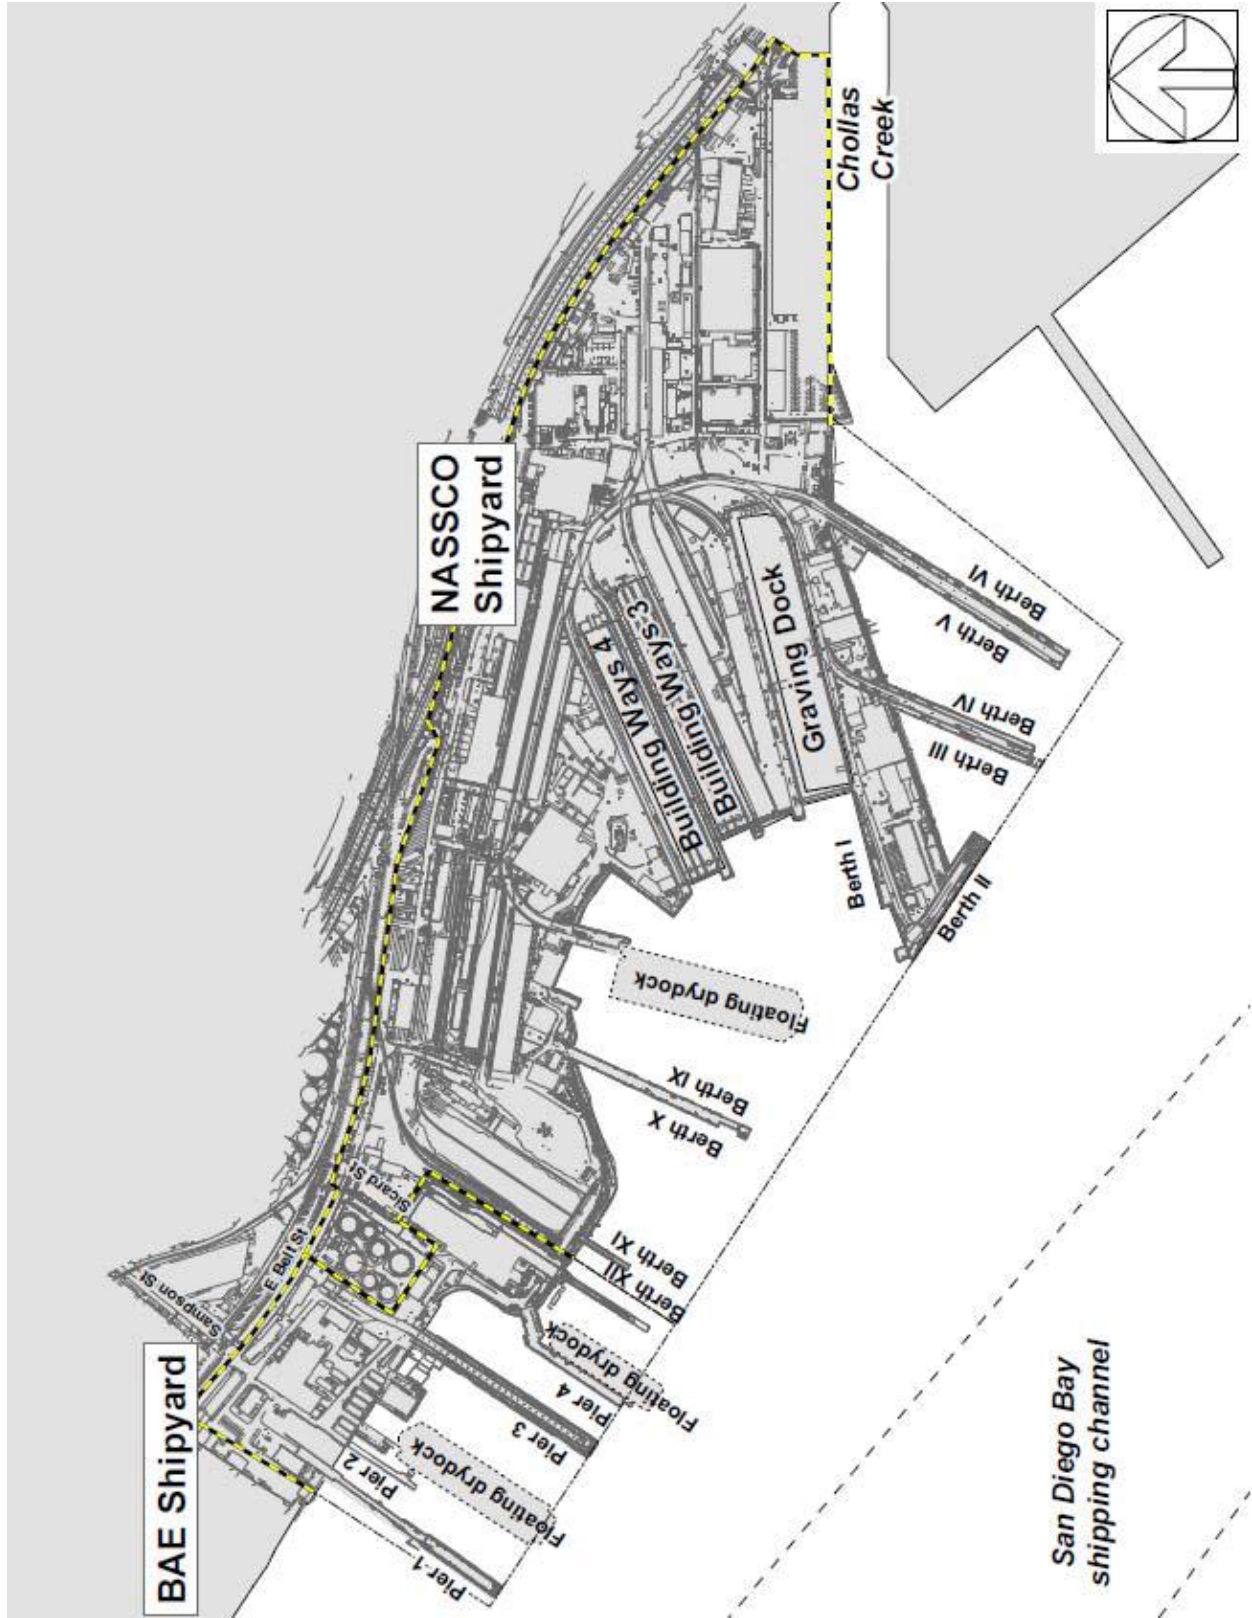 BAE Shipyard
NASSCO
Shipyard
Chollas
Creek
Sampson St
E Belt St
Sicard St
Pier 1
Pier 2
Floating drydock
Pier 3
Pier 4
Floating drydock
Berth XII
Berth XI
Berth X
Berth IX
Floating drydock
Building Ways 4
Building Ways 3
Graving Dock
Berth I
Berth II
Berth III
Berth IV
Berth V
Berth VI
San Diego Bay
shipping channel